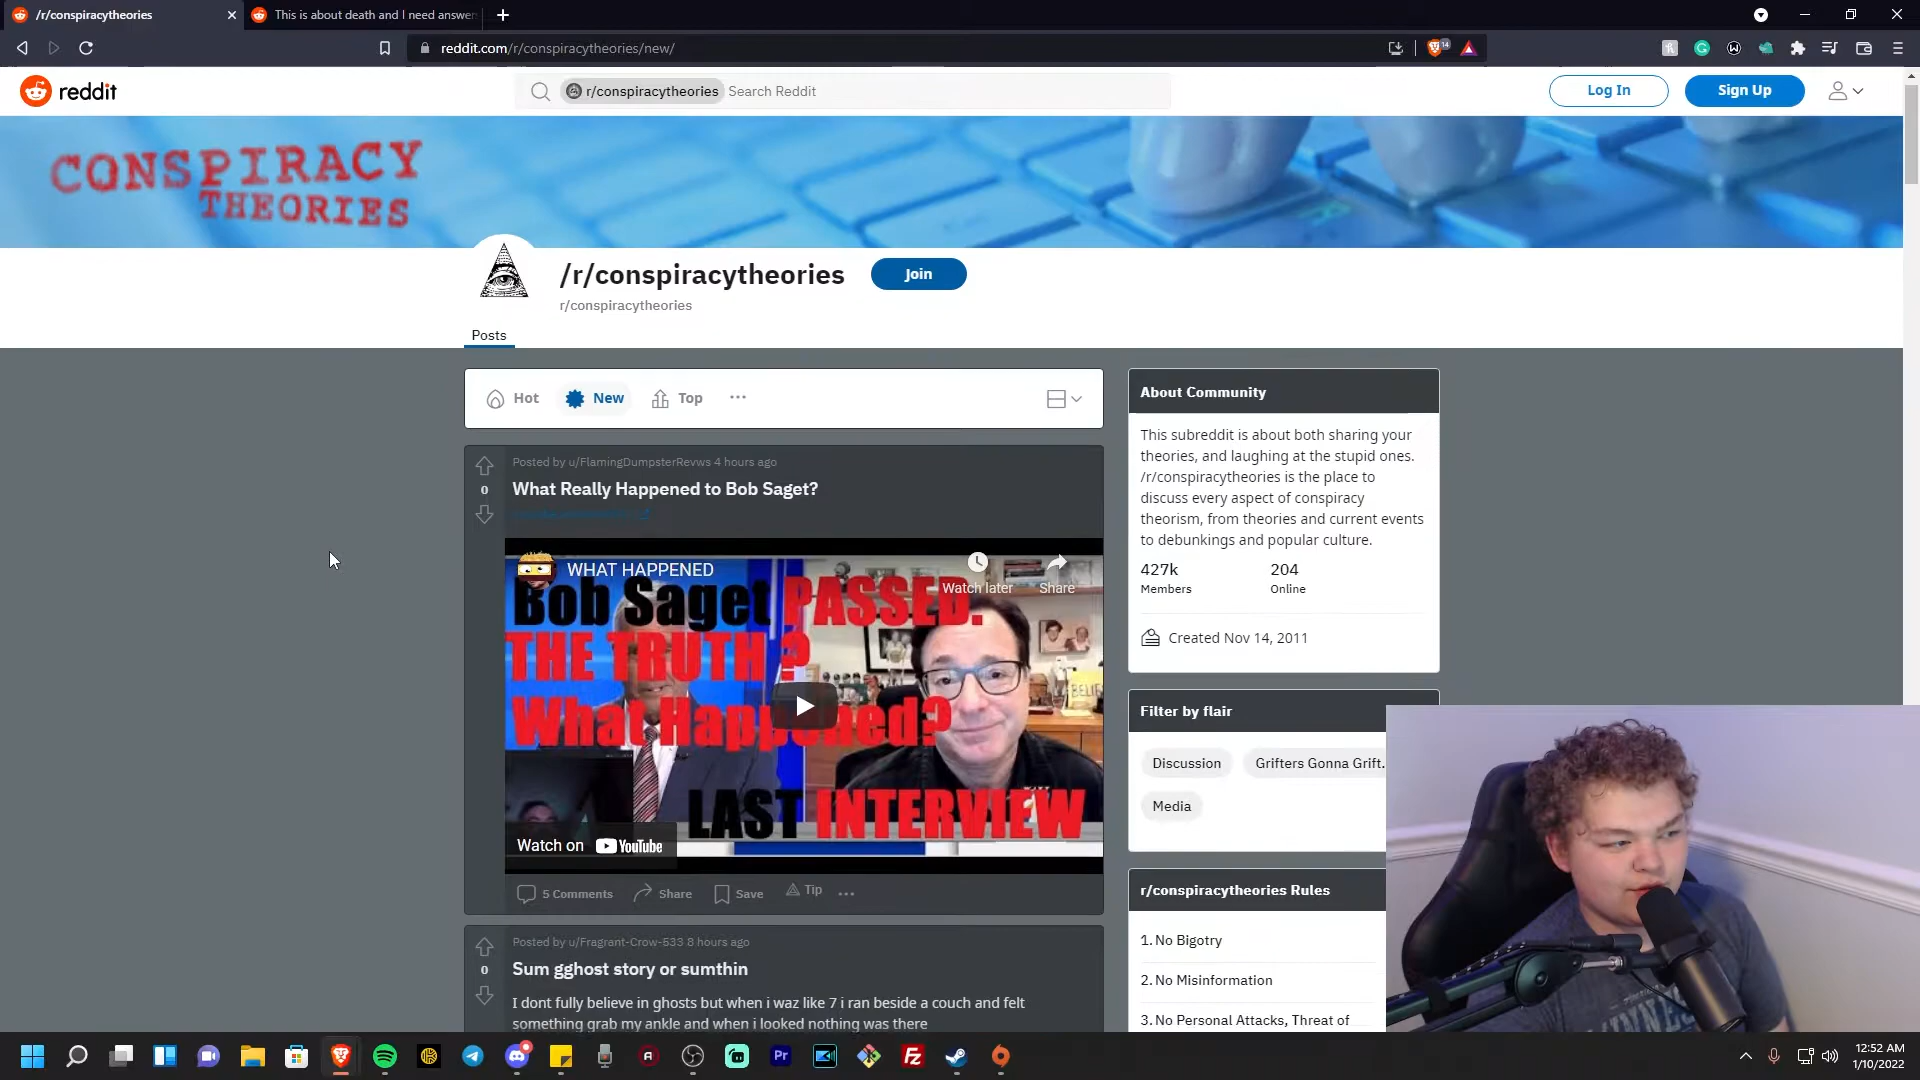 /r/conspiracytheories
This is about death and I need answer
reddit.com/r/conspiracytheories/new/
14
reddit
r/conspiracytheories Search Reddit
Log In
Sign Up
CONSPIRACY
THEORIES
/r/conspiracytheories
Join
r/conspiracytheories
Posts
Hot
New
Top
Posted by u/FlamingDumpsterRevws 4 hours ago
0
What Really Happened to Bob Saget?
WHAT HAPPENED
Watch later
Share
Bob Saget PASSED.
THE TRUTH ?
What Happened?
LAST INTERVIEW
Watch on YouTube
5 Comments
Share
Save
Tip
Posted by u/Fragrant-Crow-533 8 hours ago
0
Sum gghost story or sumthin
I dont fully believe in ghosts but when i waz like 7 i ran beside a couch and felt
something grab my ankle and when i looked nothing was there
About Community
This subreddit is about both sharing your
theories, and laughing at the stupid ones.
/r/conspiracytheories is the place to
discuss every aspect of conspiracy
theorism, from theories and current events
to debunkings and popular culture.
427k
Members
204
Online
Created Nov 14, 2011
Filter by flair
Discussion
Grifters Gonna Grift.
Media
r/conspiracytheories Rules
1. No Bigotry
2. No Misinformation
3. No Personal Attacks, Threat of
Pr
FZ
12:52 AM
1/10/2022